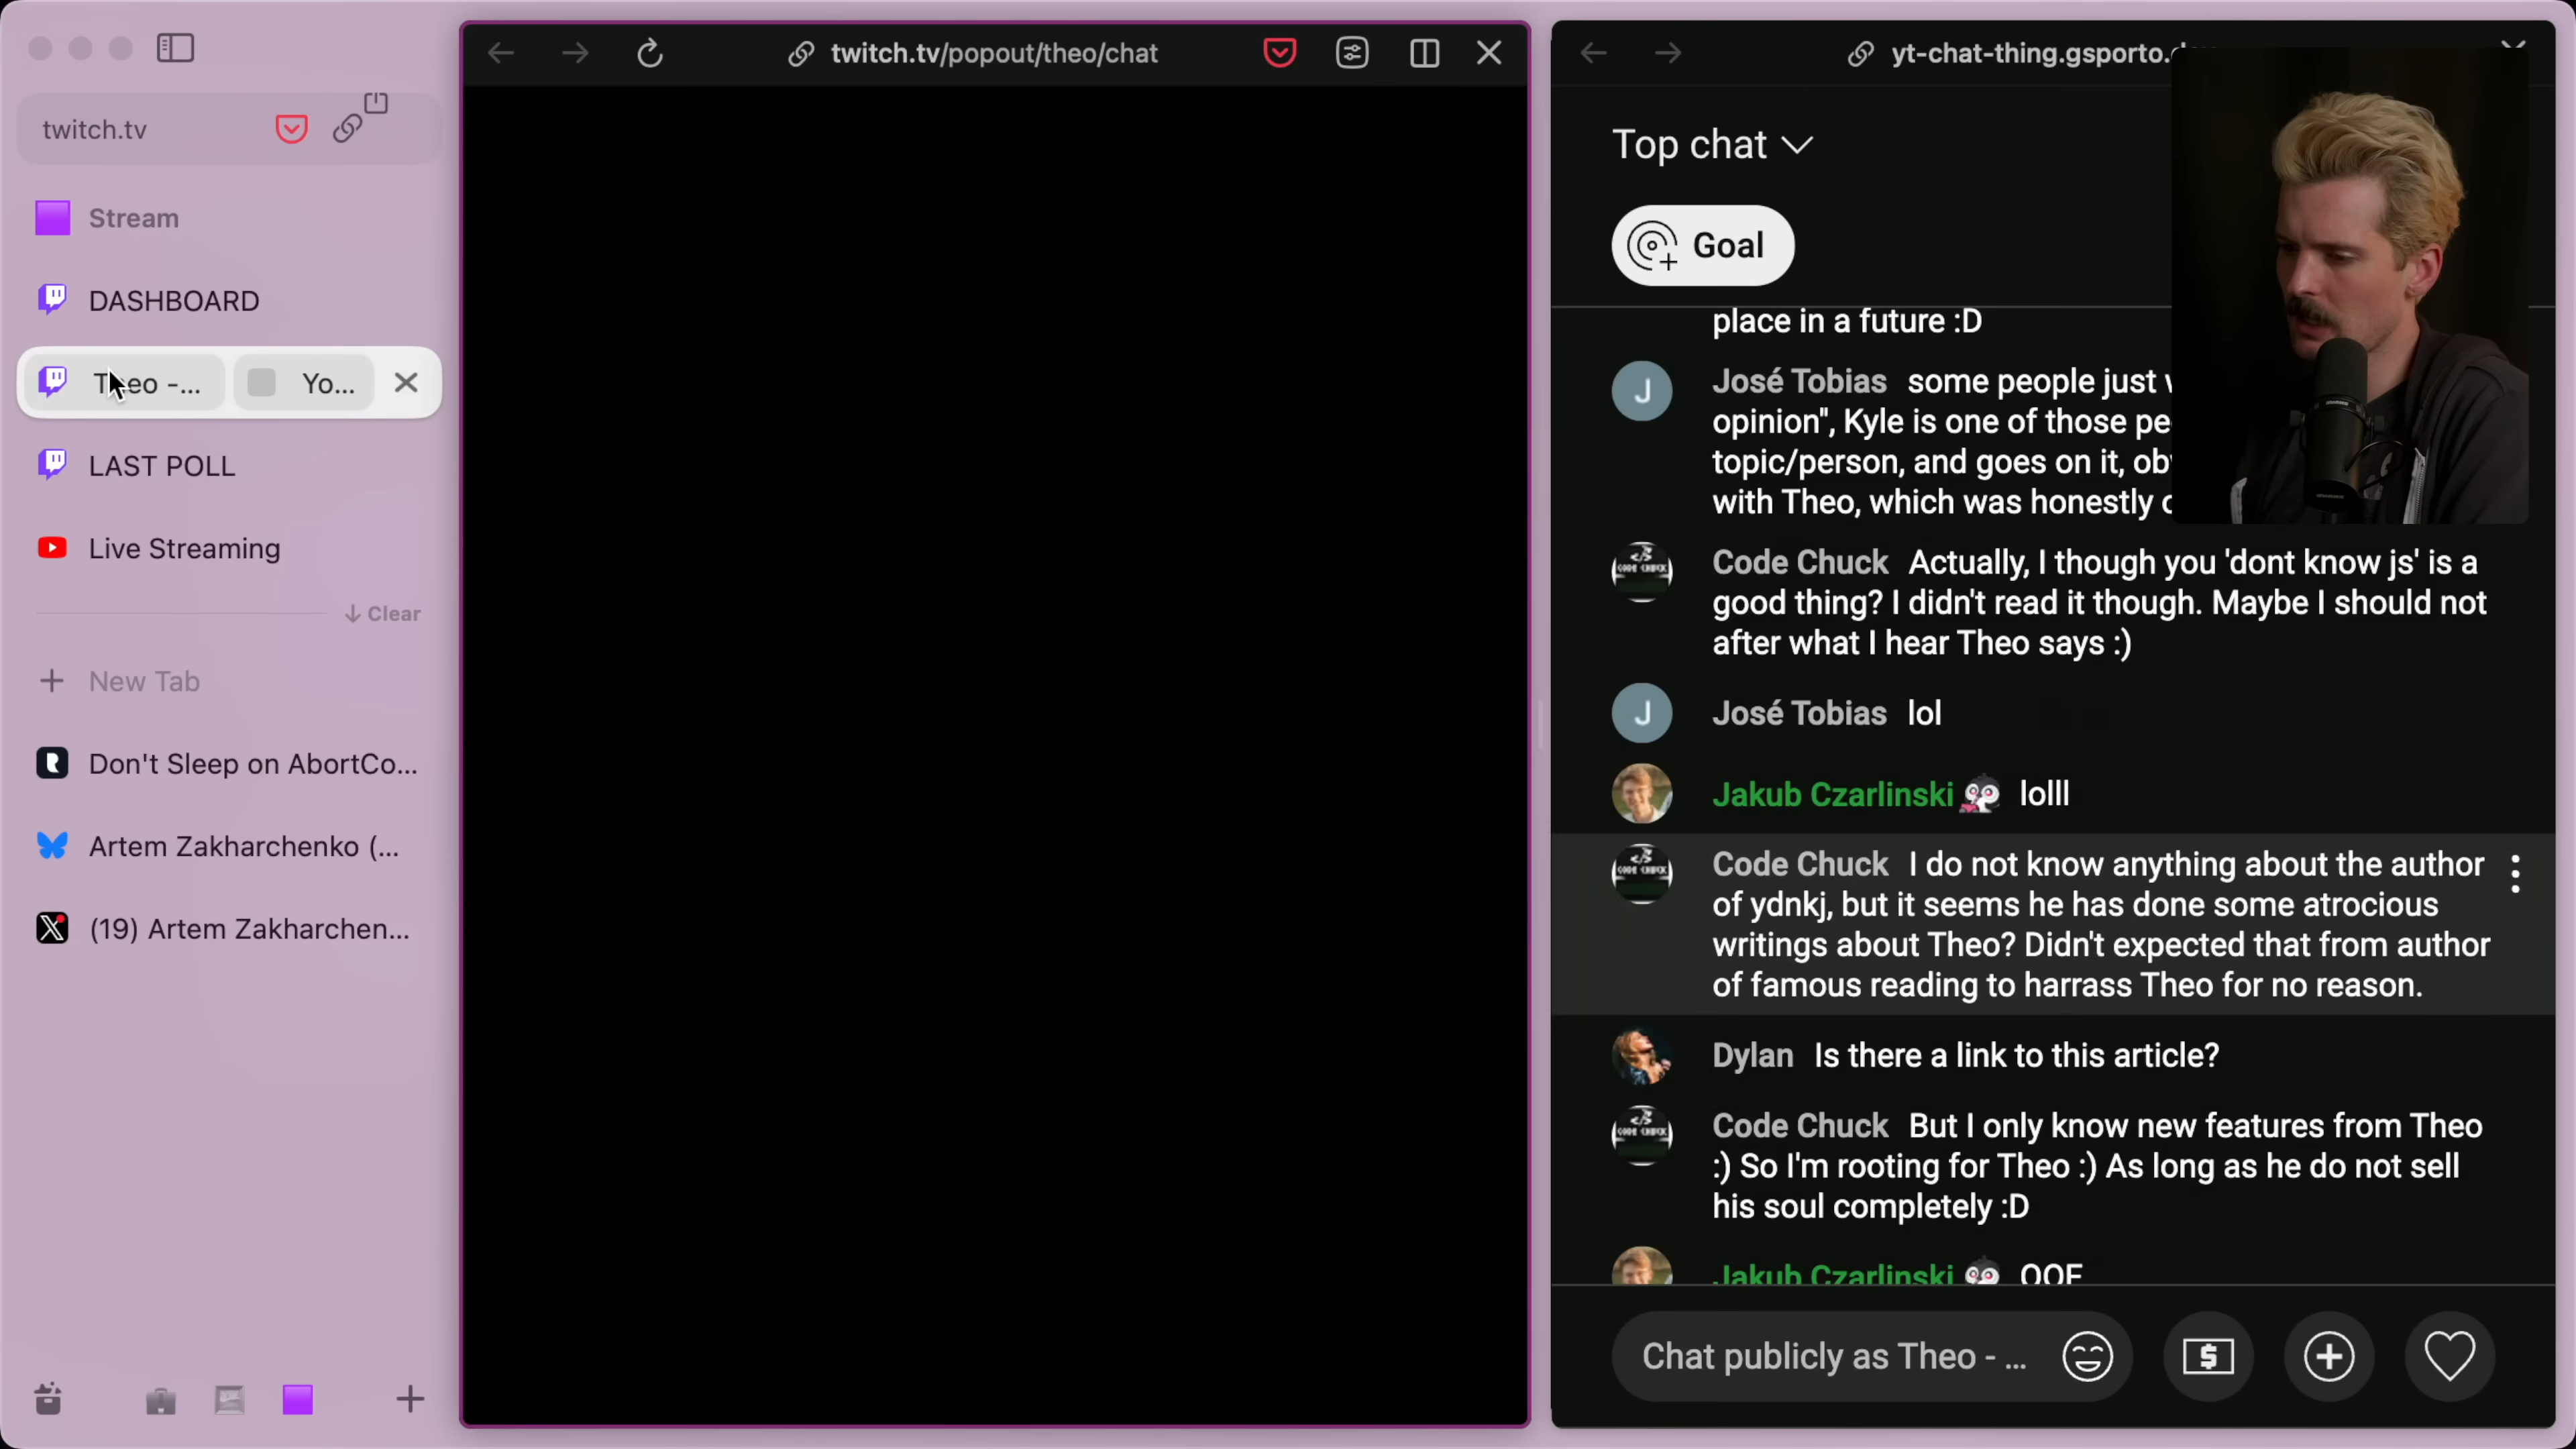 twitch.tv
Stream
DASHBOARD
Theo -...
Yo...
LAST POLL
Live Streaming
Clear
New Tab
Don't Sleep on AbortCo...
Artem Zakharchenko (...
(19) Artem Zakharchen...
twitch.tv/popout/theo/chat
yt-chat-thing.gsporto.
Top chat
Goal
place in a future :D
José Tobias some people just
opinion", Kyle is one of those
topic/person, and goes on it,
with Theo, which was honestly
Code Chuck Actually, I though you 'dont know js' is a
good thing? I didn't read it though. Maybe I should not
after what I hear Theo says :)
José Tobias lol
Jakub Czarlinski lolll
Code Chuck I do not know anything about the author
of ydnkj, but it seems he has done some atrocious
writings about Theo? Didn't expected that from author
of famous reading to harrass Theo for no reason.
Dylan Is there a link to this article?
Code Chuck But I only know new features from Theo
:) So I'm rooting for Theo :) As long as he do not sell
his soul completely :D
Jakub Czarlinski OOF
Chat publicly as Theo - ...